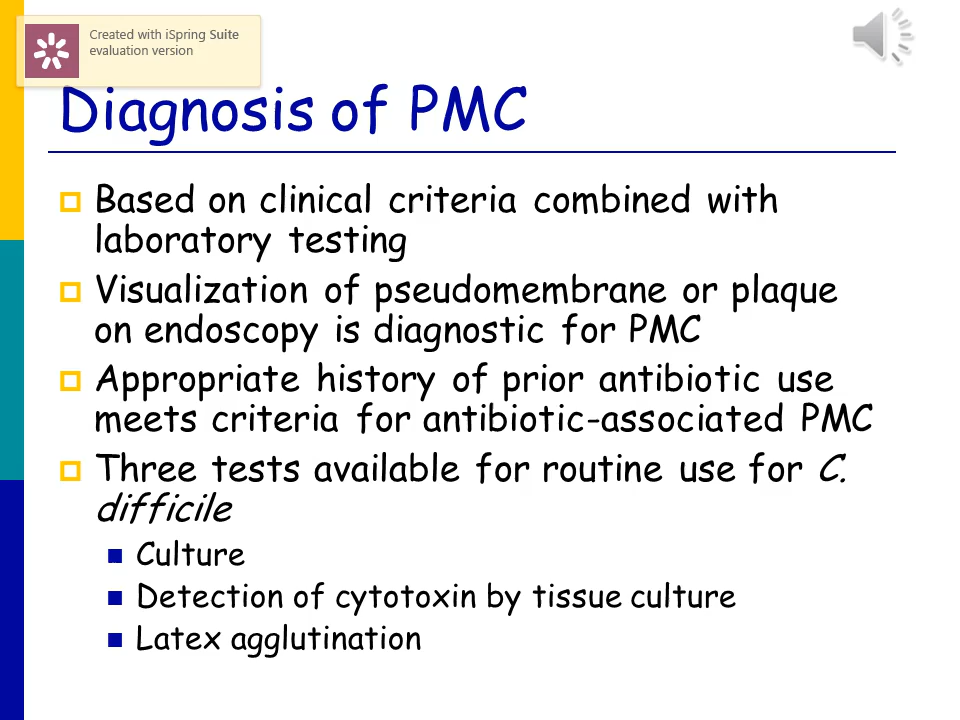 Created with iSpring Suite
evaluation version
Diagnosis of PMC
Based on clinical criteria combined with
laboratory testing
Visualization of pseudomembrane or plaque
on endoscopy is diagnostic for PMC
Appropriate history of prior antibiotic use
meets criteria for antibiotic-associated PMC
Three tests available for routine use for C.
difficile
Culture
Detection of cytotoxin by tissue culture
Latex agglutination